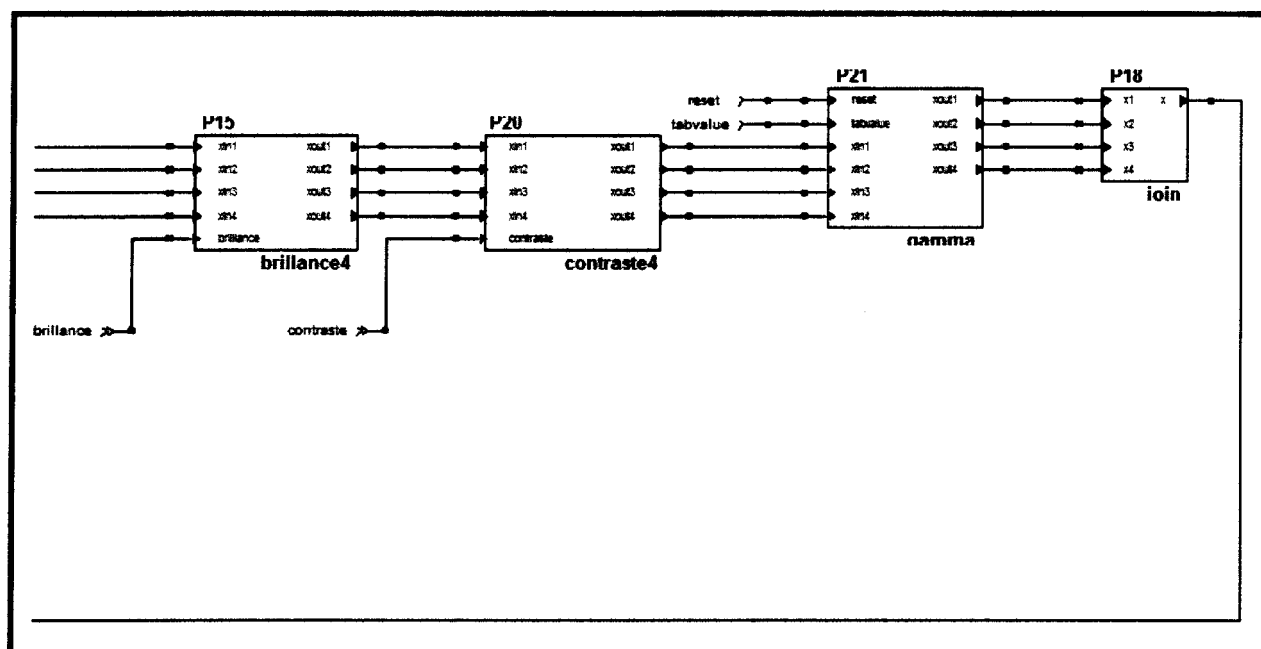 P21 P18
reset reset xout1 x1 x
tabvalue tabvalue xout2 x2
P15 P20 xin1 xout3 x3
xin1 xout1 xin1 xout1 xin2 xout4 x4
xin2 xout2 xin2 xout2 xin3 join
xin3 xout3 xin3 xout3 xin4
xin4 xout4 xin4 xout4 gamma
brillance contraste
brillance4 contraste4
brillance contraste